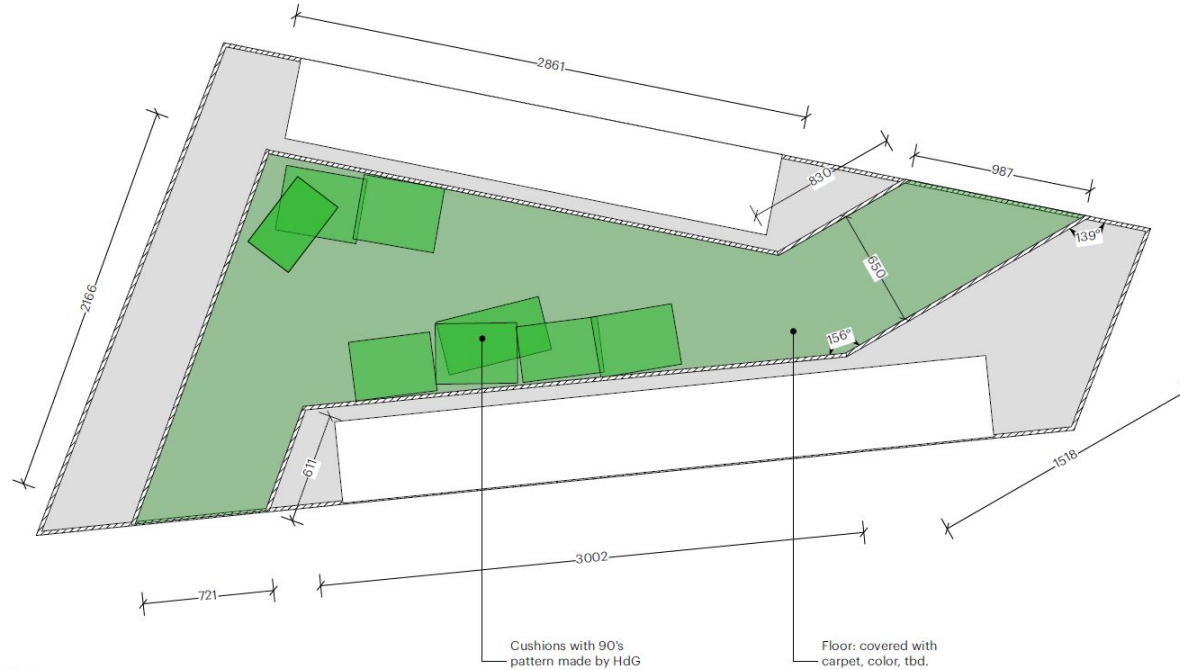 2861
830
987
139°
650
2166
156°
611
1518
3002
721
Cushions with 90's
pattern made by HdG
Floor: covered with
carpet, color, tbd.